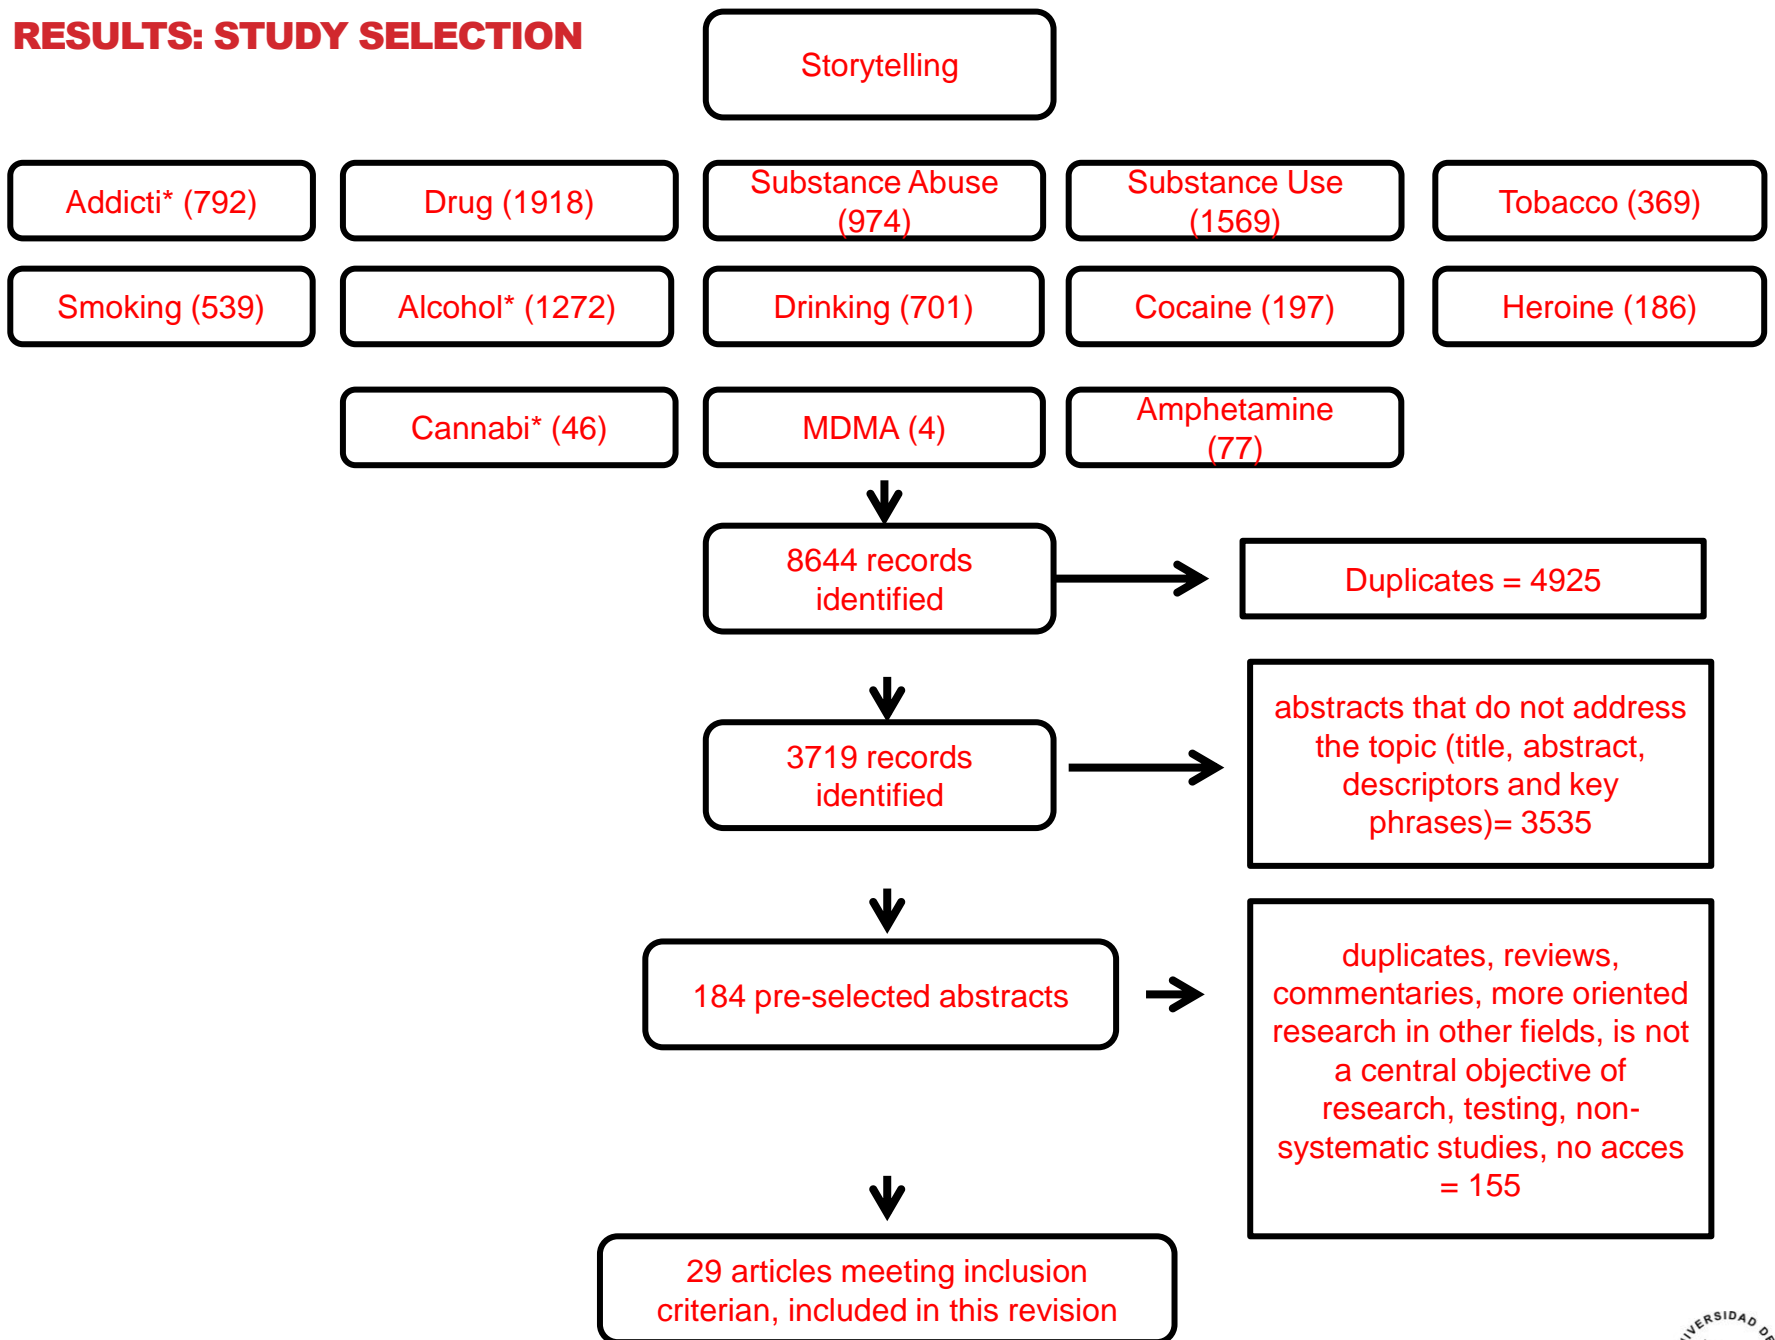 RESULTS: STUDY SELECTION
Storytelling
Addicti* (792)
Drug (1918)
Substance Abuse
(974)
Substance Use
(1569)
Tobacco (369)
Smoking (539)
Alcohol* (1272)
Drinking (701)
Cocaine (197)
Heroine (186)
Cannabi* (46)
MDMA (4)
Amphetamine
(77)
8644 records
identified
Duplicates = 4925
3719 records
identified
abstracts that do not address
the topic (title, abstract,
descriptors and key
phrases)= 3535
184 pre-selected abstracts
duplicates, reviews,
commentaries, more oriented
research in other fields, is not
a central objective of
research, testing, non-
systematic studies, no acces
= 155
29 articles meeting inclusion
criterian, included in this revision